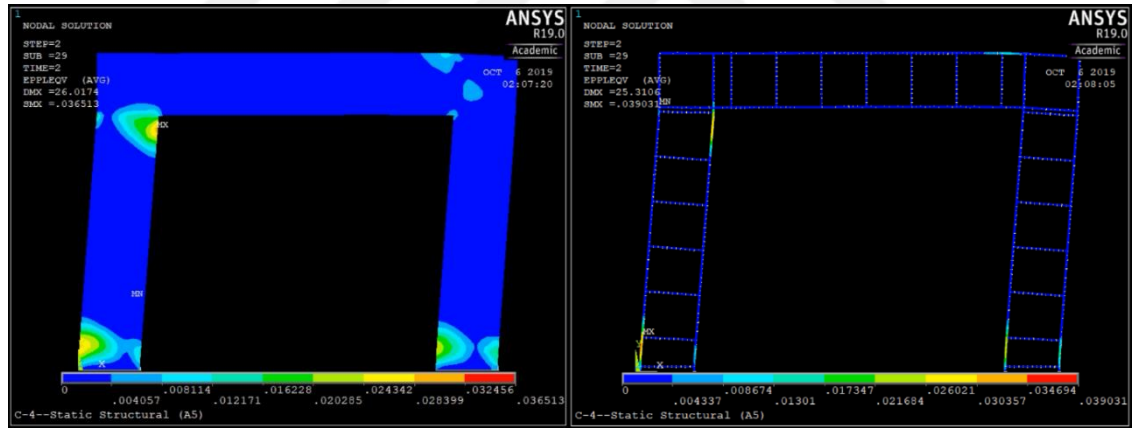 1
NODAL SOLUTION
STEP=2
SUB =29
TIME=2
EPPLEQV (AVG)
DMX =26.0174
SMX =.036513
ANSYS
R19.0
Academic
OCT 6 2019
02:07:20
MX
MN
X
0 .008114 .016228 .024342 .032456
.004057 .012171 .020285 .028399 .036513
C-4--Static Structural (A5)
1
NODAL SOLUTION
STEP=2
SUB =29
TIME=2
EPPLEQV (AVG)
DMX =25.3106
SMX =.039031
ANSYS
R19.0
Academic
OCT 6 2019
02:08:05
MN
MX
X
0 .008674 .017347 .026021 .034694
.004337 .01301 .021684 .030357 .039031
C-4--Static Structural (A5)